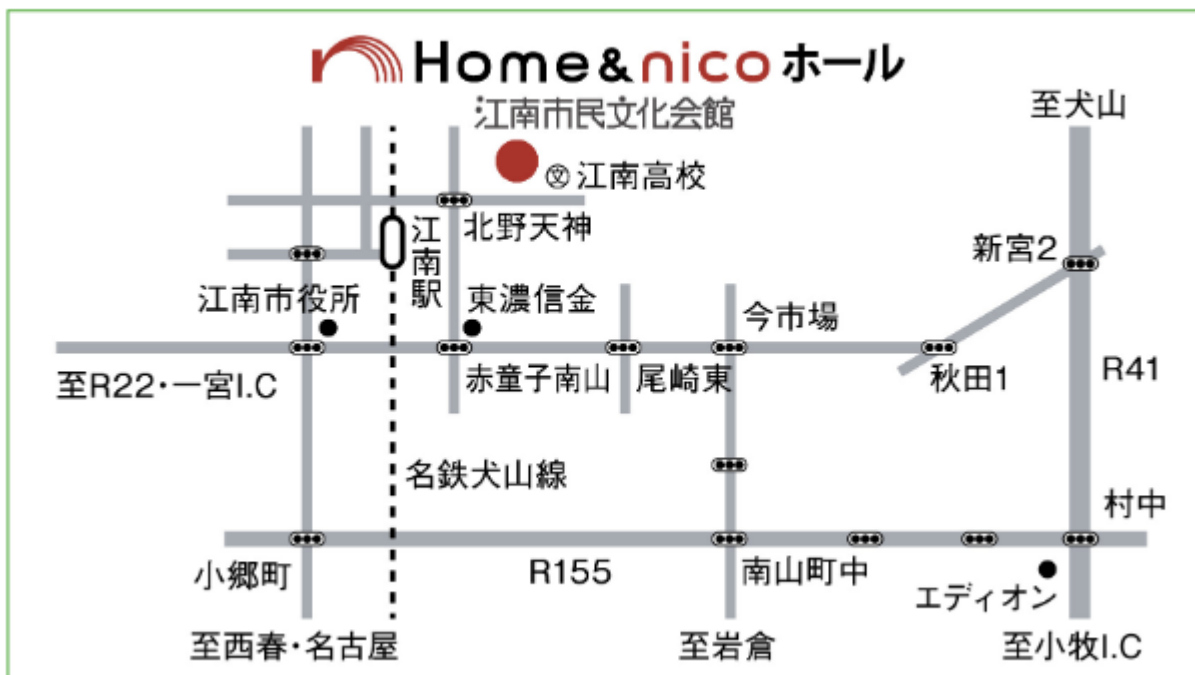 Home&nicoホール
江南市民文化会館
至犬山
文 江南高校
北野天神
江南駅
新宮2
江南市役所
東濃信金
今市場
至R22・一宮I.C
赤童子南山
尾崎東
秋田1
R41
名鉄犬山線
村中
小郷町
R155
南山町中
エディオン
至西春・名古屋
至岩倉
至小牧I.C